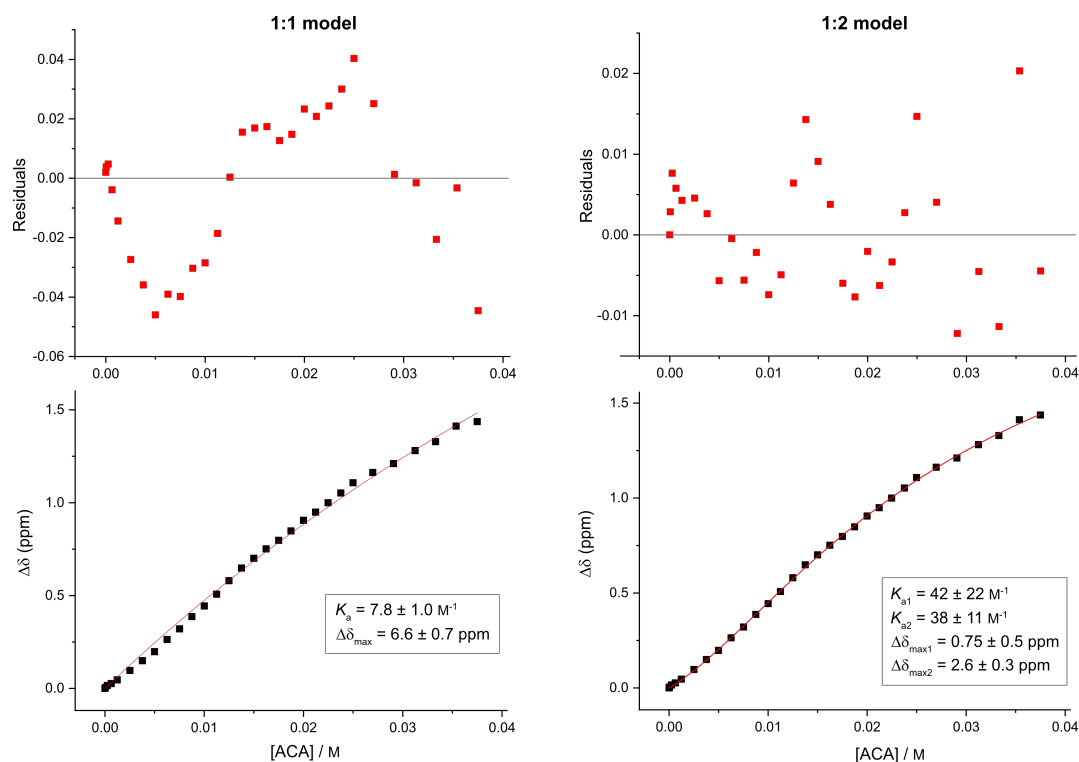 1:1 model
0.04
0.02
0.00
-0.02
-0.04
-0.06
Residuals
0.00
0.01
0.02
0.03
0.04
1.5
1.0
0.5
0.0
Δδ (ppm)
Ka = 7.8 ± 1.0 M-1
Δδmax = 6.6 ± 0.7 ppm
0.00
0.01
0.02
0.03
0.04
[ACA] / M
1:2 model
0.02
0.01
0.00
-0.01
Residuals
0.00
0.01
0.02
0.03
0.04
1.5
1.0
0.5
0.0
Δδ (ppm)
Ka1 = 42 ± 22 M-1
Ka2 = 38 ± 11 M-1
Δδmax1 = 0.75 ± 0.5 ppm
Δδmax2 = 2.6 ± 0.3 ppm
0.00
0.01
0.02
0.03
0.04
[ACA] / M